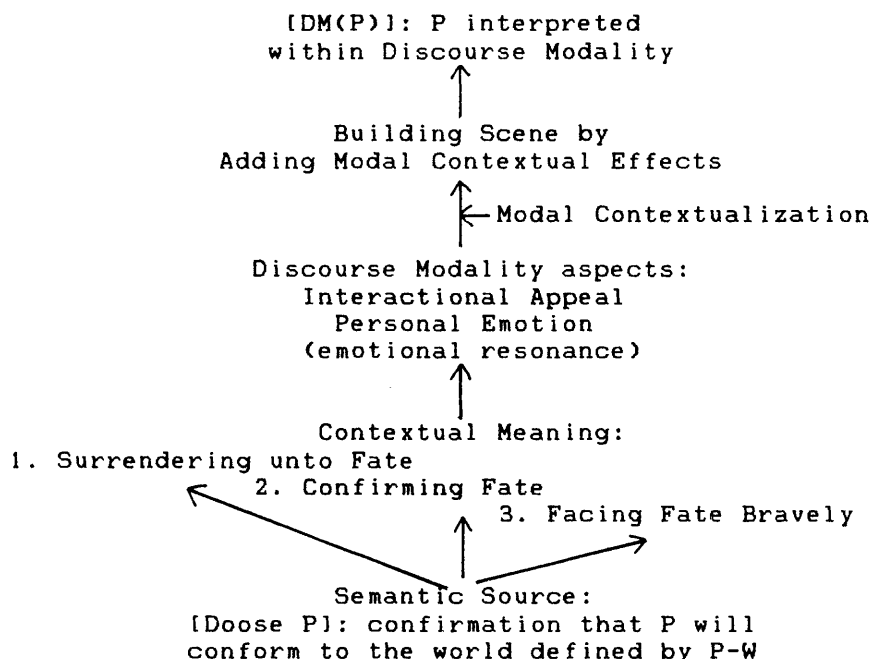 [DM(P)]: P interpreted
within Discourse Modality
Building Scene by
Adding Modal Contextual Effects
Modal Contextualization
Discourse Modality aspects:
Interactional Appeal
Personal Emotion
(emotional resonance)
Contextual Meaning:
1. Surrendering unto Fate
2. Confirming Fate
3. Facing Fate Bravely
Semantic Source:
[Doose P]: confirmation that P will
conform to the world defined by P-W